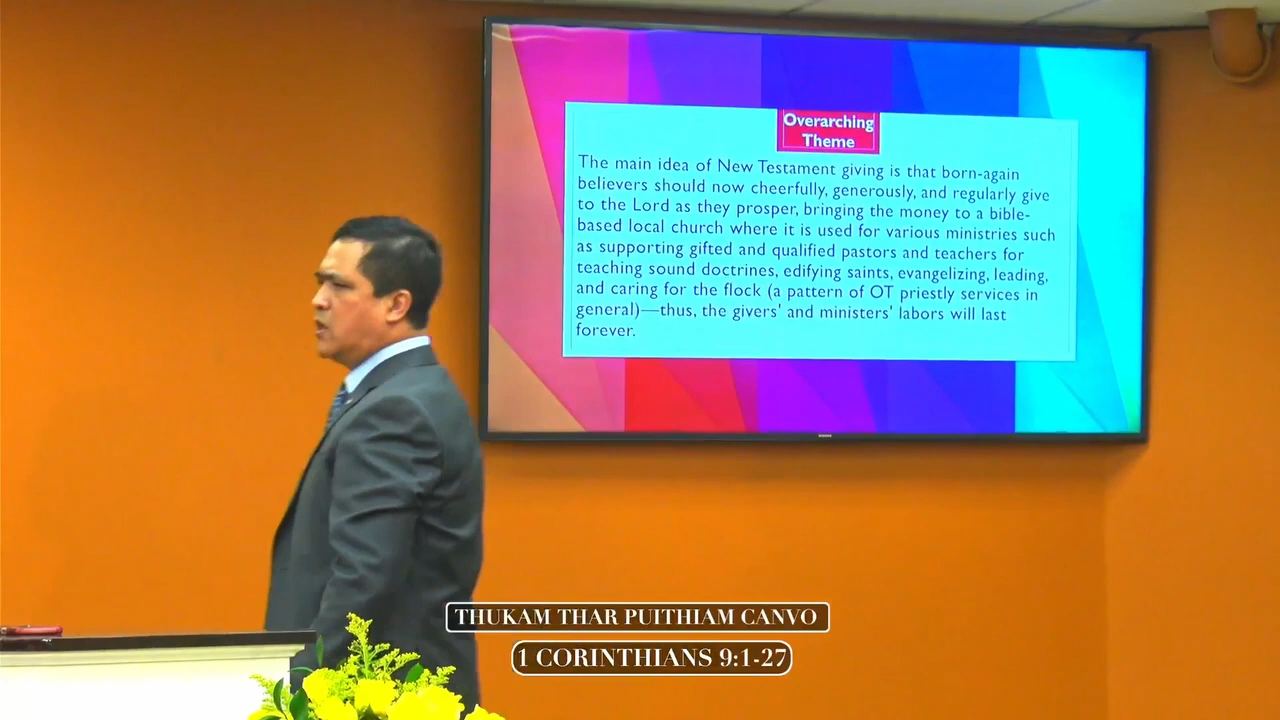 Overarching
Theme
The main idea of New Testament giving is that born-again
believers should now cheerfully, generously, and regularly give
to the Lord as they prosper, bringing the money to a bible-
based local church where it is used for various ministries such
as supporting gifted and qualified pastors and teachers for
teaching sound doctrines, edifying saints, evangelizing, leading,
and caring for the flock (a pattern of OT priestly services in
general)—thus, the givers' and ministers' labors will last
forever.
THUKAM THAR PUITHIAM CANVO
1 CORINTHIANS 9:1-27